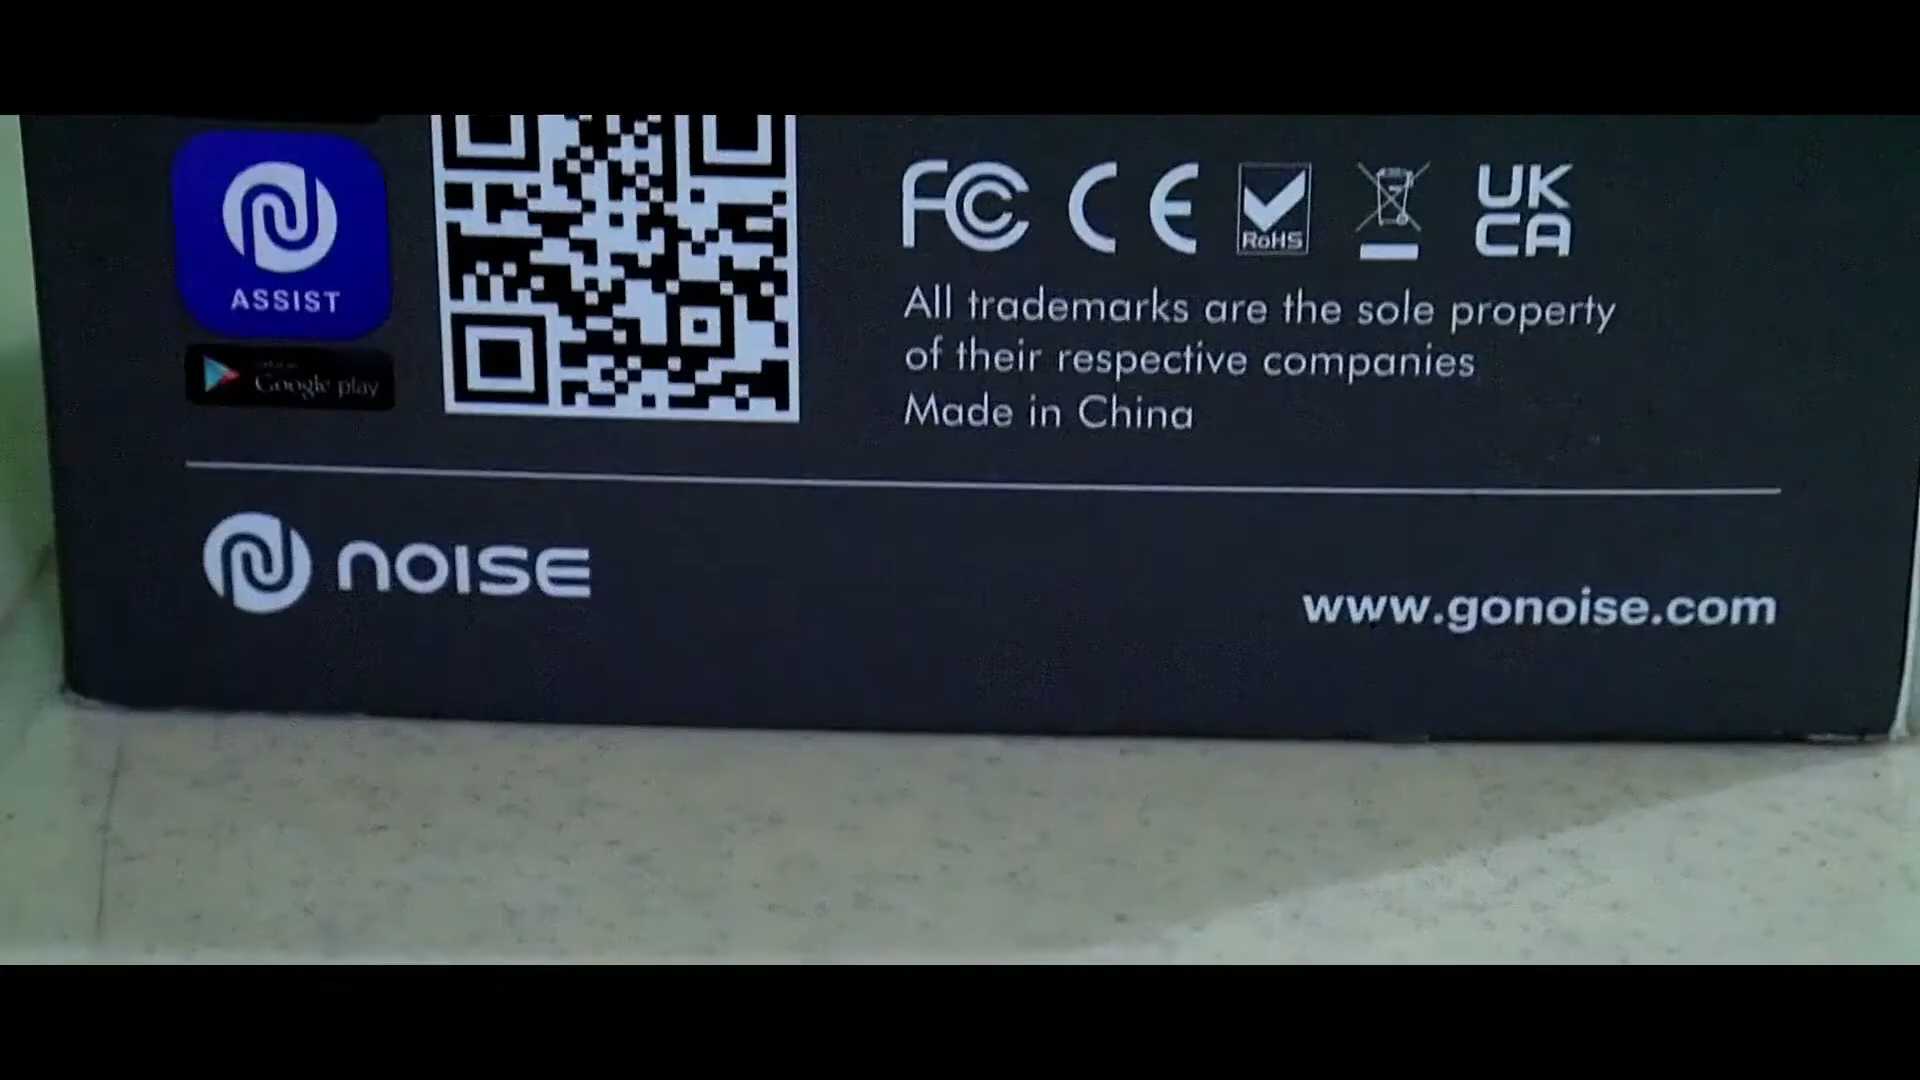 ASSIST
Google play
FC CE RoHS UK
CA
All trademarks are the sole property
of their respective companies
Made in China
NOISE
www.gonoise.com